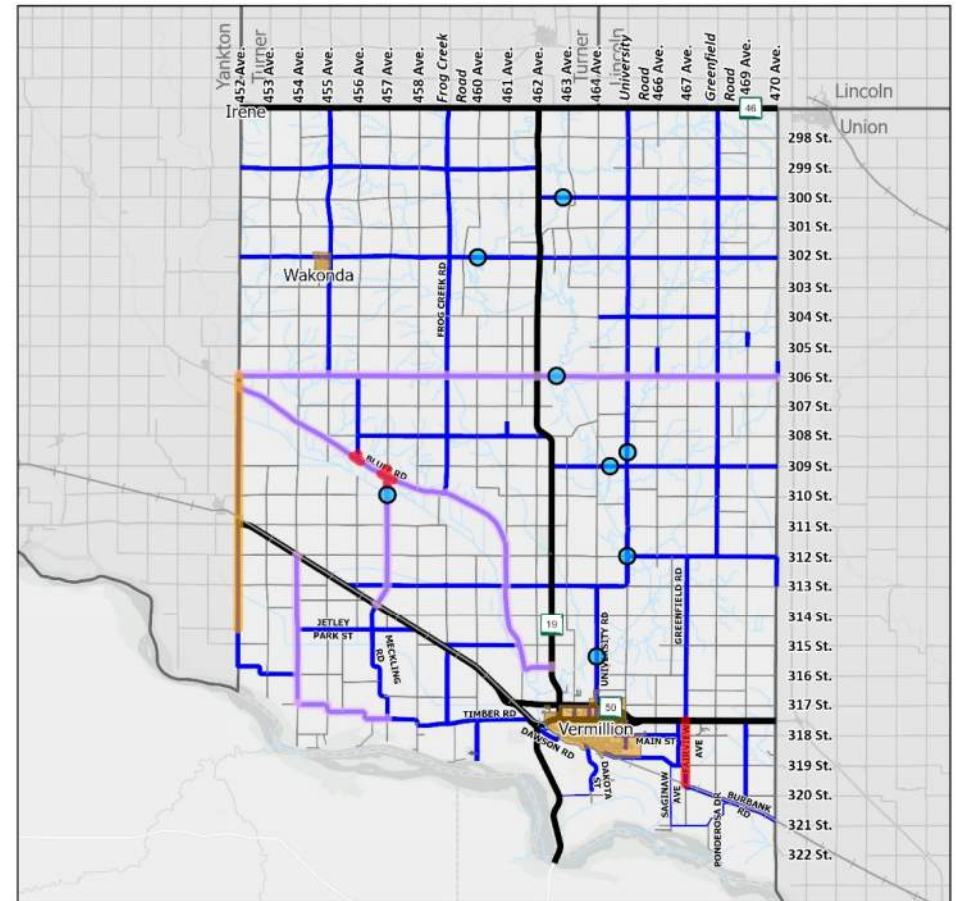 Yankton
Turner
452 Ave.
453 Ave.
454 Ave.
455 Ave.
456 Ave.
457 Ave.
458 Ave.
Frog Creek
Road
460 Ave.
461 Ave.
462 Ave.
463 Ave.
Turner
Lincoln
464 Ave.
University
Road
466 Ave.
467 Ave.
Greenfield
Road
469 Ave.
470 Ave.
Irene
46
Lincoln
Union
298 St.
299 St.
300 St.
301 St.
302 St.
Wakonda
FROG CREEK RD
303 St.
304 St.
305 St.
306 St.
307 St.
308 St.
BLUFF RD
309 St.
310 St.
311 St.
312 St.
313 St.
GREENFIELD RD
JETLEY
PARK ST
MECKLING
RD
19
UNIVERSITY RD
314 St.
315 St.
316 St.
317 St.
50
TIMBER RD
Vermillion
DAWSON RD
MAIN ST
FAIRVIEW
AVE
318 St.
319 St.
DAKOTA
ST
SAGINAW
AVE
PONDEROSA DR
BURBANK
RD
320 St.
321 St.
322 St.